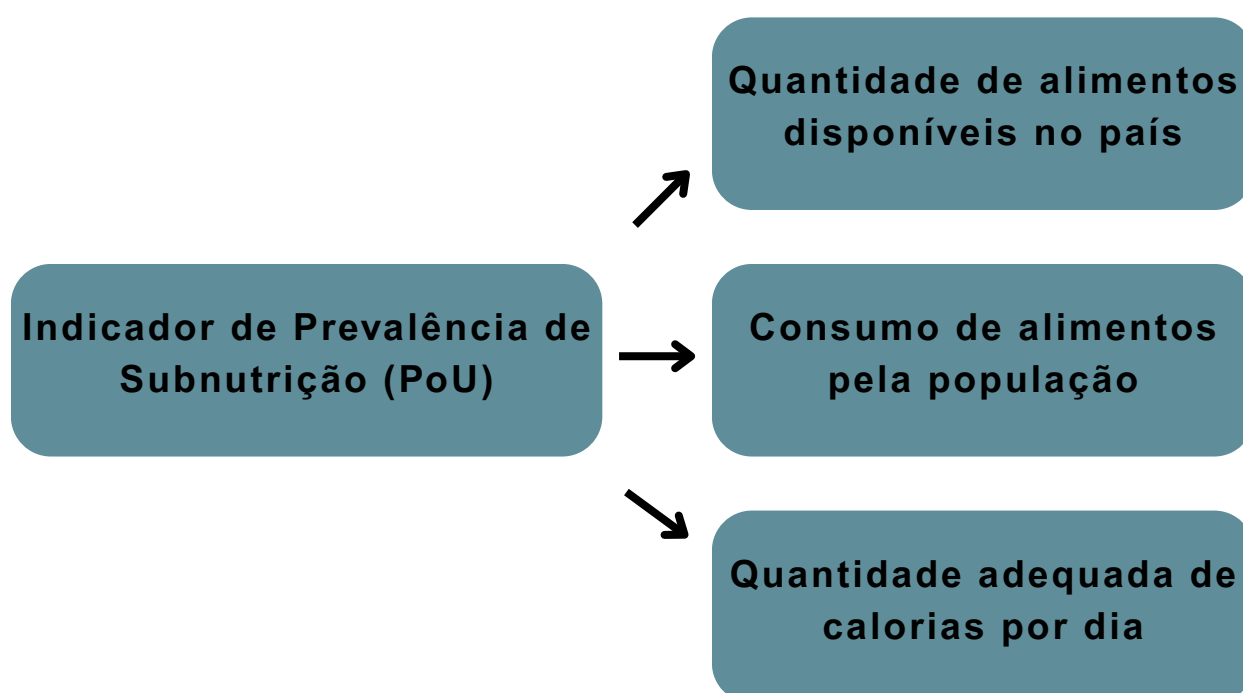 Quantidade de alimentos
disponíveis no país
Indicador de Prevalência de
Subnutrição (PoU)
Consumo de alimentos
pela população
Quantidade adequada de
calorias por dia